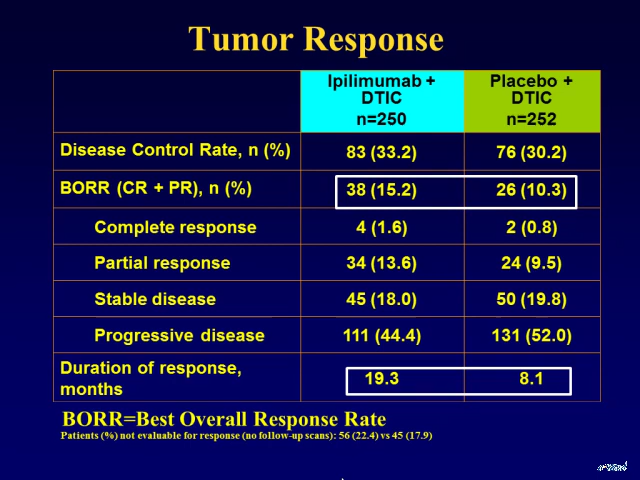 Tumor Response
Ipilimumab + DTIC n=250
Placebo + DTIC n=252
Disease Control Rate, n (%) 83 (33.2) 76 (30.2)
BORR (CR + PR), n (%) 38 (15.2) 26 (10.3)
Complete response 4 (1.6) 2 (0.8)
Partial response 34 (13.6) 24 (9.5)
Stable disease 45 (18.0) 50 (19.8)
Progressive disease 111 (44.4) 131 (52.0)
Duration of response, months 19.3 8.1
BORR=Best Overall Response Rate
Patients (%) not evaluable for response (no follow-up scans): 56 (22.4) vs 45 (17.9)